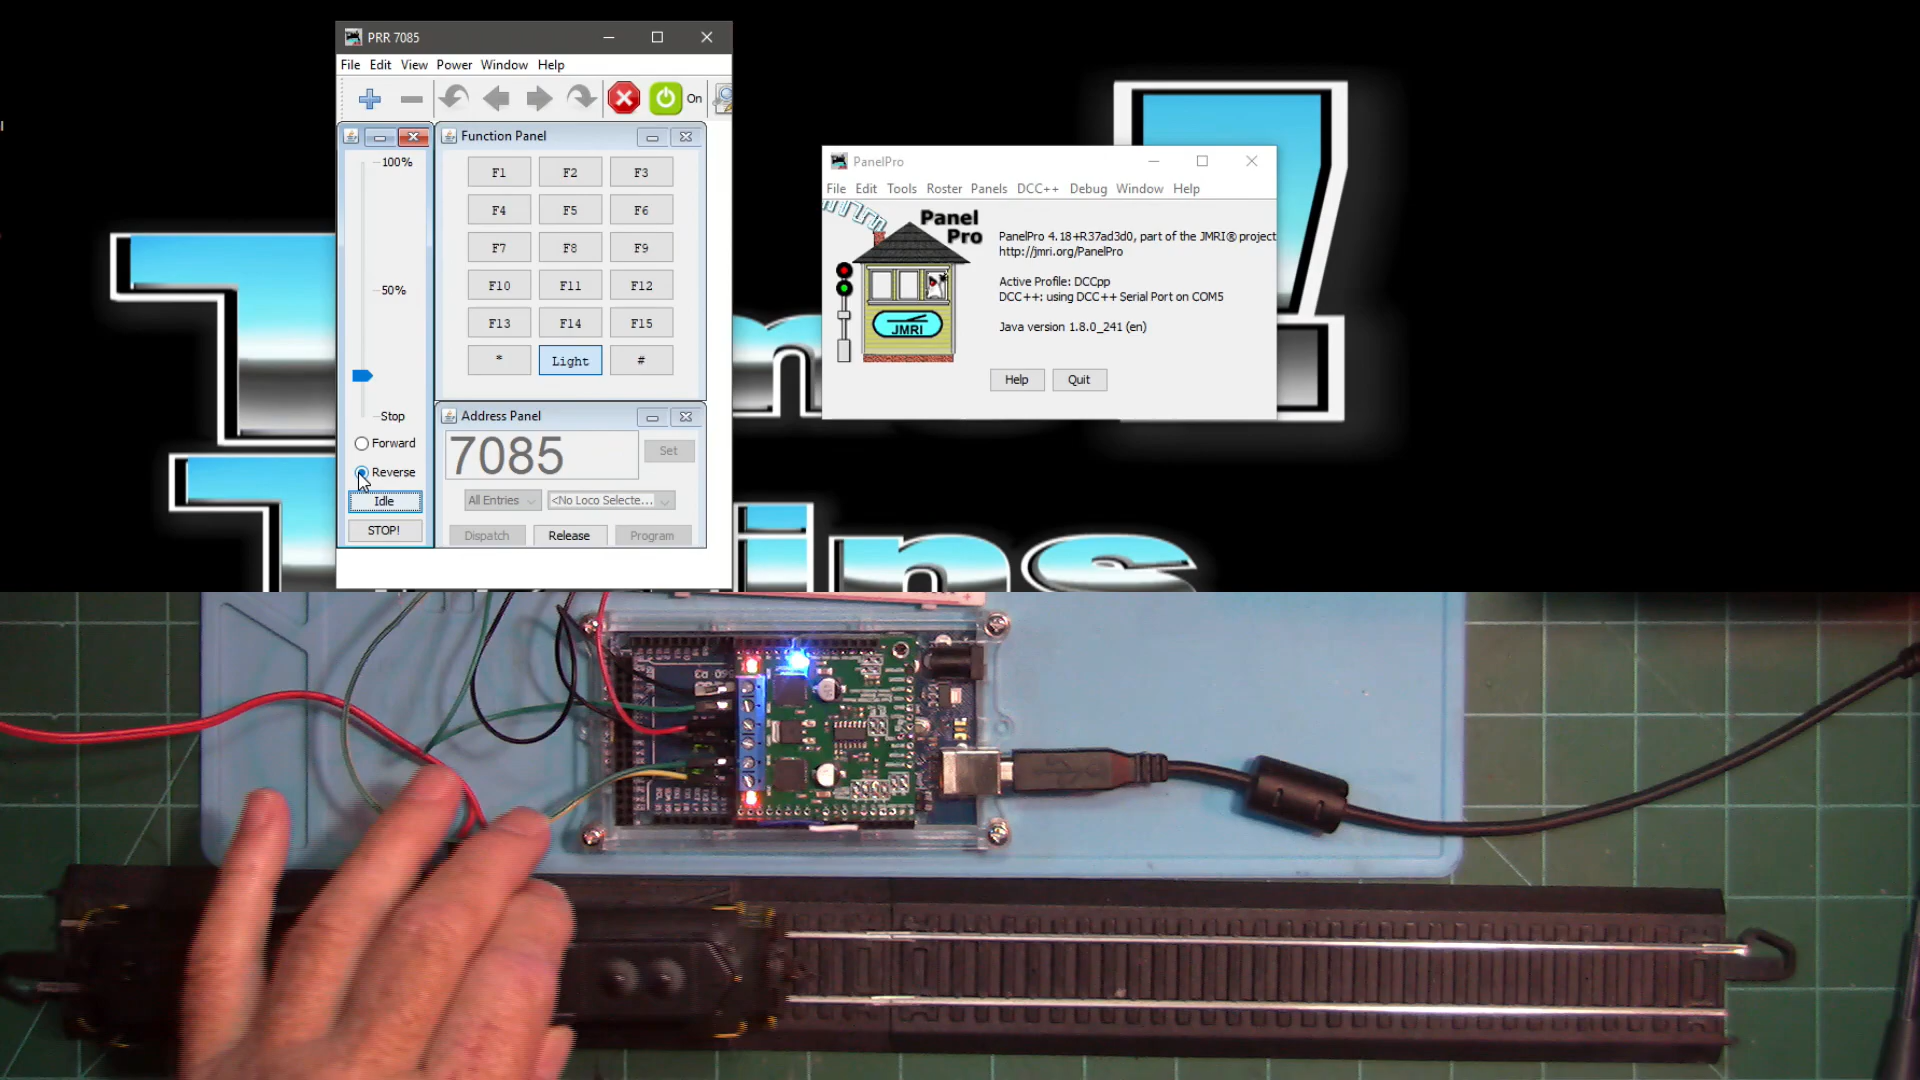 PRR 7085
File Edit View Power Window Help
On
Function Panel
100%
50%
Stop
Forward
Reverse
Idle
STOP!
F1 F2 F3
F4 F5 F6
F7 F8 F9
F10 F11 F12
F13 F14 F15
* Light #
Address Panel
7085
Set
All Entries
<No Loco Selecte...
Dispatch Release Program
PanelPro
File Edit Tools Roster Panels DCC++ Debug Window Help
Panel
Pro
JMRI
PanelPro 4.18+R37ad3d0, part of the JMRI® project
http://jmri.org/PanelPro
Active Profile: DCCpp
DCC++: using DCC++ Serial Port on COM5
Java version 1.8.0_241 (en)
Help Quit